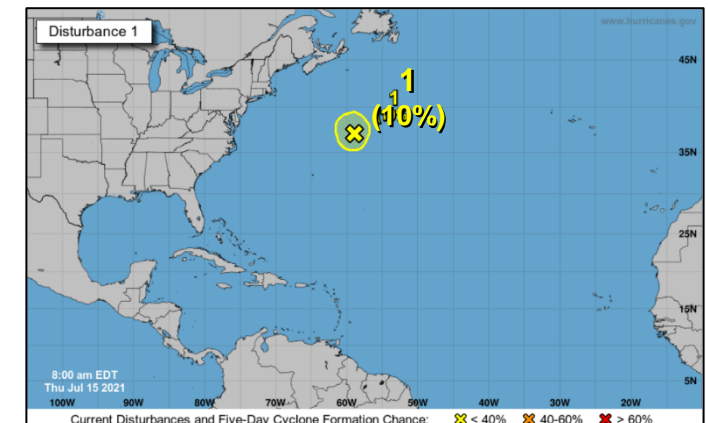 Disturbance 1
www.hurricanes.gov
45N
1
1
(10%)
35N
25N
15N
8:00 am EDT
Thu Jul 15 2021
5N
100W 90W 80W 70W 60W 50W 40W 30W 20W
Current Disturbances and Five-Day Cyclone Formation Chance: < 40% 40-60% > 60%